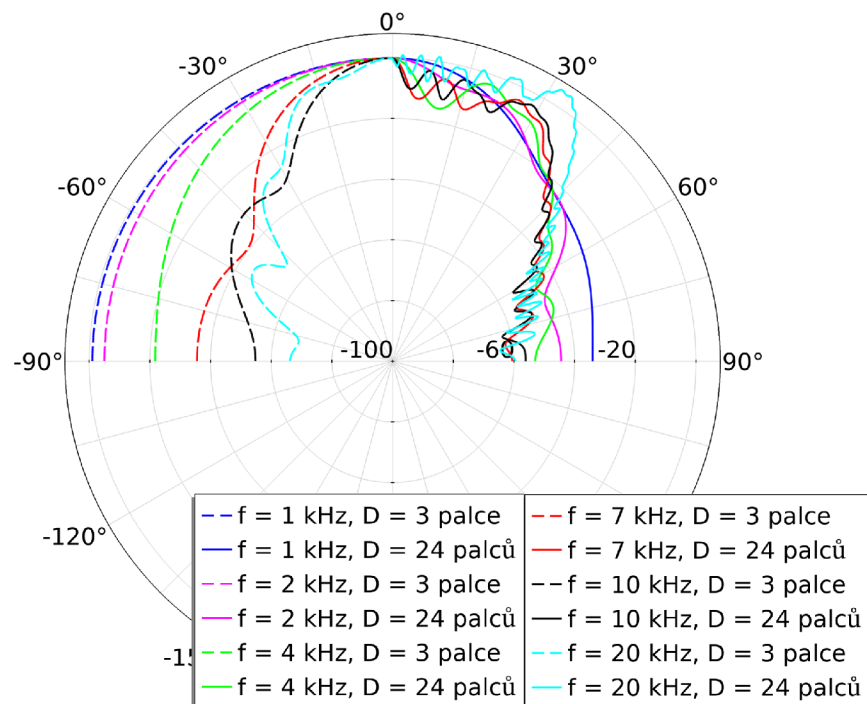 0°
-30°
30°
-60°
60°
-90°
-100
-20
90°
-120°
f = 1 kHz, D = 3 palce
f = 1 kHz, D = 24 palců
f = 2 kHz, D = 3 palce
f = 2 kHz, D = 24 palců
f = 4 kHz, D = 3 palce
f = 4 kHz, D = 24 palců
f = 7 kHz, D = 3 palce
f = 7 kHz, D = 24 palců
f = 10 kHz, D = 3 palce
f = 10 kHz, D = 24 palců
f = 20 kHz, D = 3 palce
f = 20 kHz, D = 24 palců